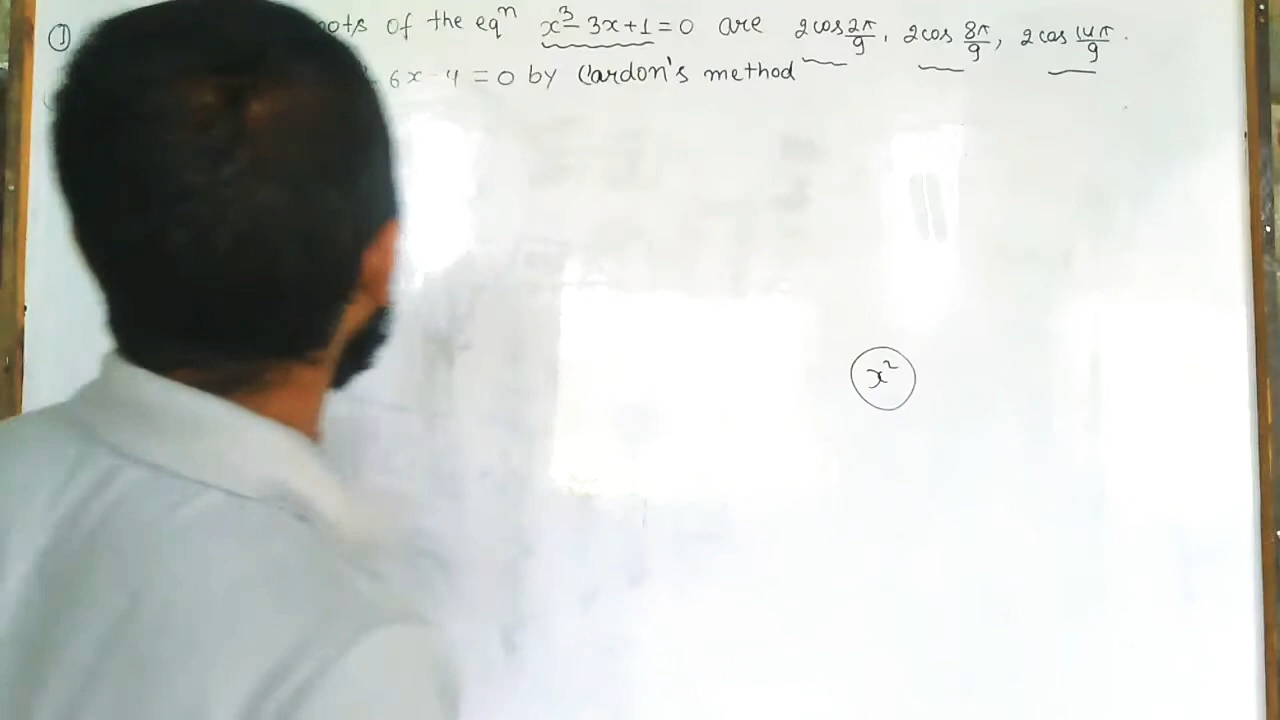 ① roots of the eqⁿ x³ - 3x + 1 = 0 are 2cos 2π/9, 2cos 8π/9, 2cos 14π/9.
6x - 4 = 0 by Cardon's method
x²